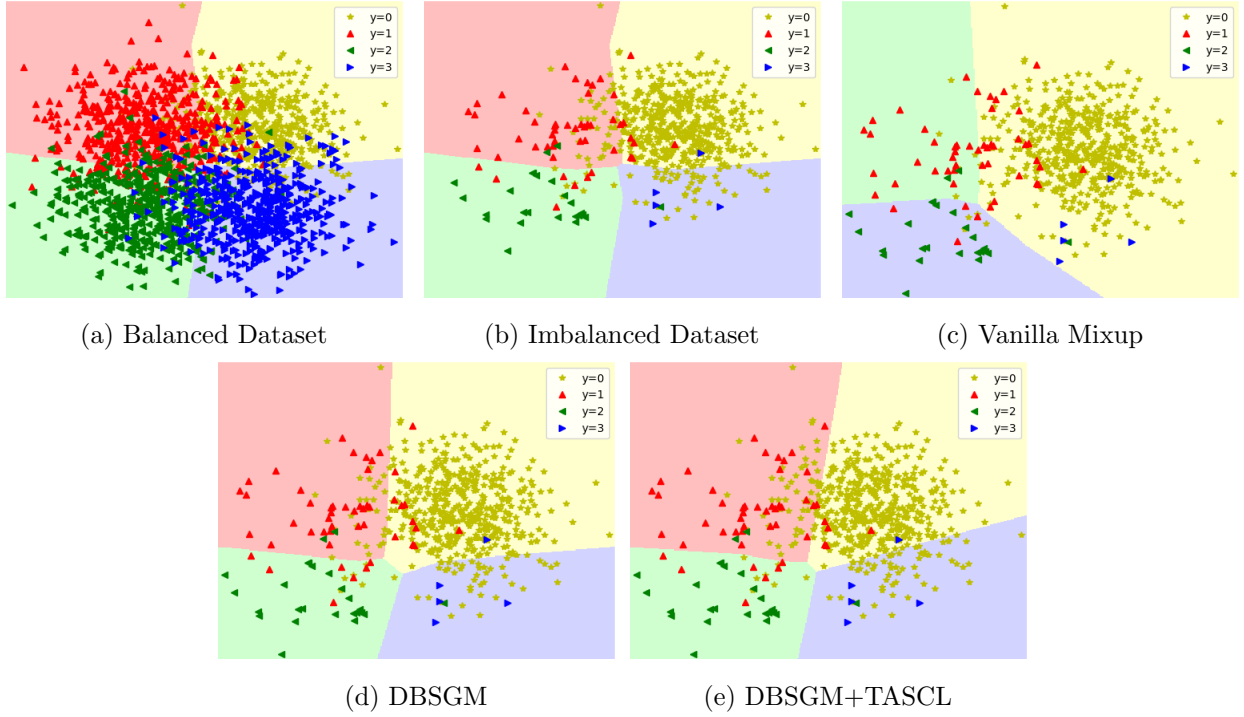 y=0
y=1
y=2
y=3
y=0
y=1
y=2
y=3
y=0
y=1
y=2
y=3
(a) Balanced Dataset
(b) Imbalanced Dataset
(c) Vanilla Mixup
y=0
y=1
y=2
y=3
y=0
y=1
y=2
y=3
(d) DBSGM
(e) DBSGM+TASCL